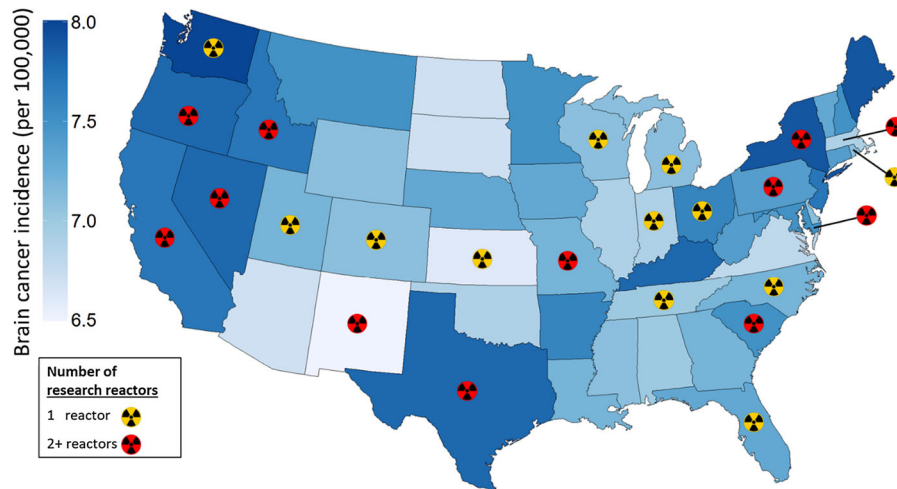 Brain cancer incidence (per 100,000)
8.0
7.5
7.0
6.5
Number of
research reactors
1 reactor
2+ reactors